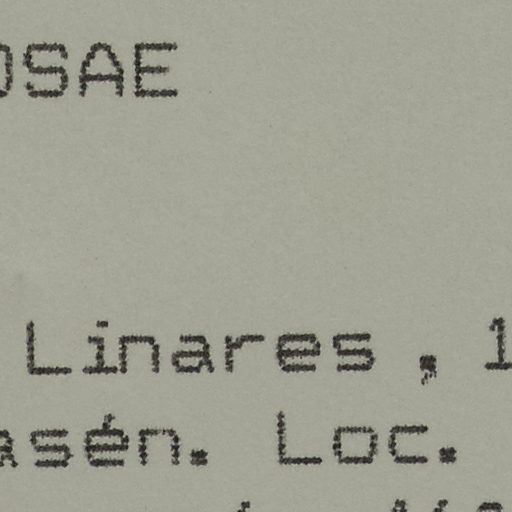 OSAE
Linares , 1
asén. Loc.